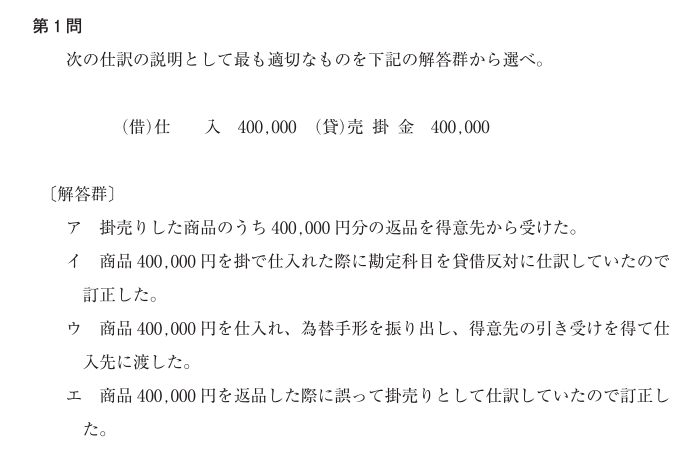 第1問
次の仕訳の説明として最も適切なものを下記の解答群から選べ。
(借)仕　入　400,000　(貸)売 掛 金　400,000
〔解答群〕
ア　掛売りした商品のうち 400,000 円分の返品を得意先から受けた。
イ　商品 400,000 円を掛で仕入れた際に勘定科目を貸借反対に仕訳していたので
訂正した。
ウ　商品 400,000 円を仕入れ、為替手形を振り出し、得意先の引き受けを得て仕
入先に渡した。
エ　商品 400,000 円を返品した際に誤って掛売りとして仕訳していたので訂正し
た。